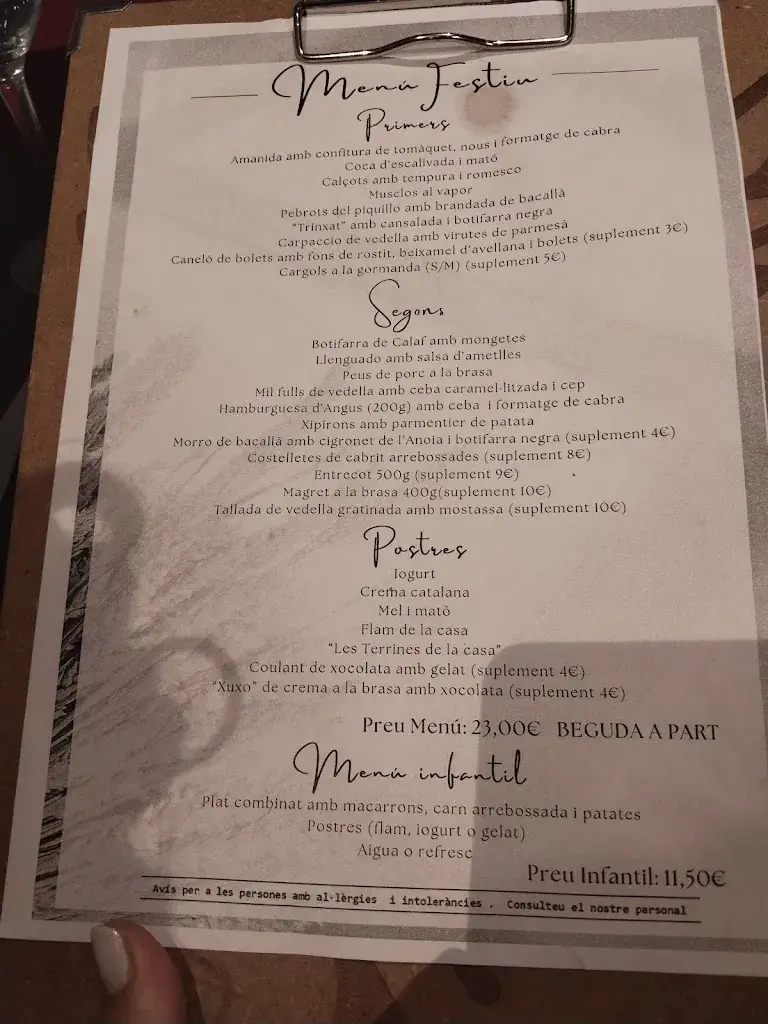 Menú Festiu
Primers
Amanida amb confitura de tomàquet, nous i formatge de cabra
Coca d'escalivada i mató
Calçots amb tempura i romesco
Musclos al vapor
Pebrots del piquillo amb brandada de bacallà
"Trinxat" amb cansalada i botifarra negra
Carpaccio de vedella amb virutes de parmesà
Caneló de bolets amb fons de rostit, beixamel d'avellana i bolets (suplement 3€)
Cargols a la gormanda (S/M) (suplement 5€)
Segons
Botifarra de Calaf amb mongetes
Llenguado amb salsa d'ametlles
Peus de porc a la brasa
Mil fulls de vedella amb ceba caramel·litzada i cep
Hamburguesa d'Angus (200g) amb ceba i formatge de cabra
Xipirons amb parmentier de patata
Morro de bacallà amb cigronet de l'Anoia i botifarra negra (suplement 4€)
Costelletes de cabrit arrebossades (suplement 8€)
Entrecot 500g (suplement 9€)
Magret a la brasa 400g(suplement 10€)
Tallada de vedella gratinada amb mostassa (suplement 10€)
Postres
Iogurt
Crema catalana
Mel i mató
Flam de la casa
"Les Terrines de la casa"
Coulant de xocolata amb gelat (suplement 4€)
"Xuxo" de crema a la brasa amb xocolata (suplement 4€)
Preu Menú: 23,00€ BEGUDA A PART
Menú infantil
Plat combinat amb macarrons, carn arrebossada i patates
Postres (flam, iogurt o gelat)
Aigua o refresc
Preu Infantil: 11,50€
Avís per a les persones amb al·lèrgies i intoleràncies . Consulteu el nostre personal